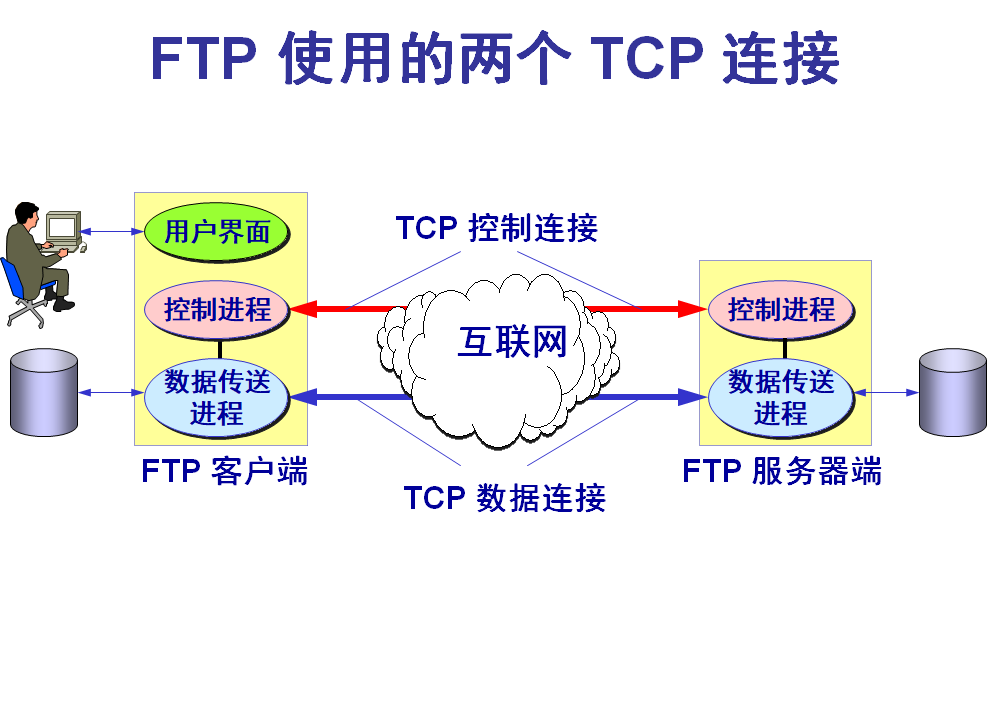 FTP 使用的两个 TCP 连接
用户界面
TCP 控制连接
控制进程
互联网
控制进程
数据传送
进程
数据传送
进程
FTP 客户端
TCP 数据连接
FTP 服务器端